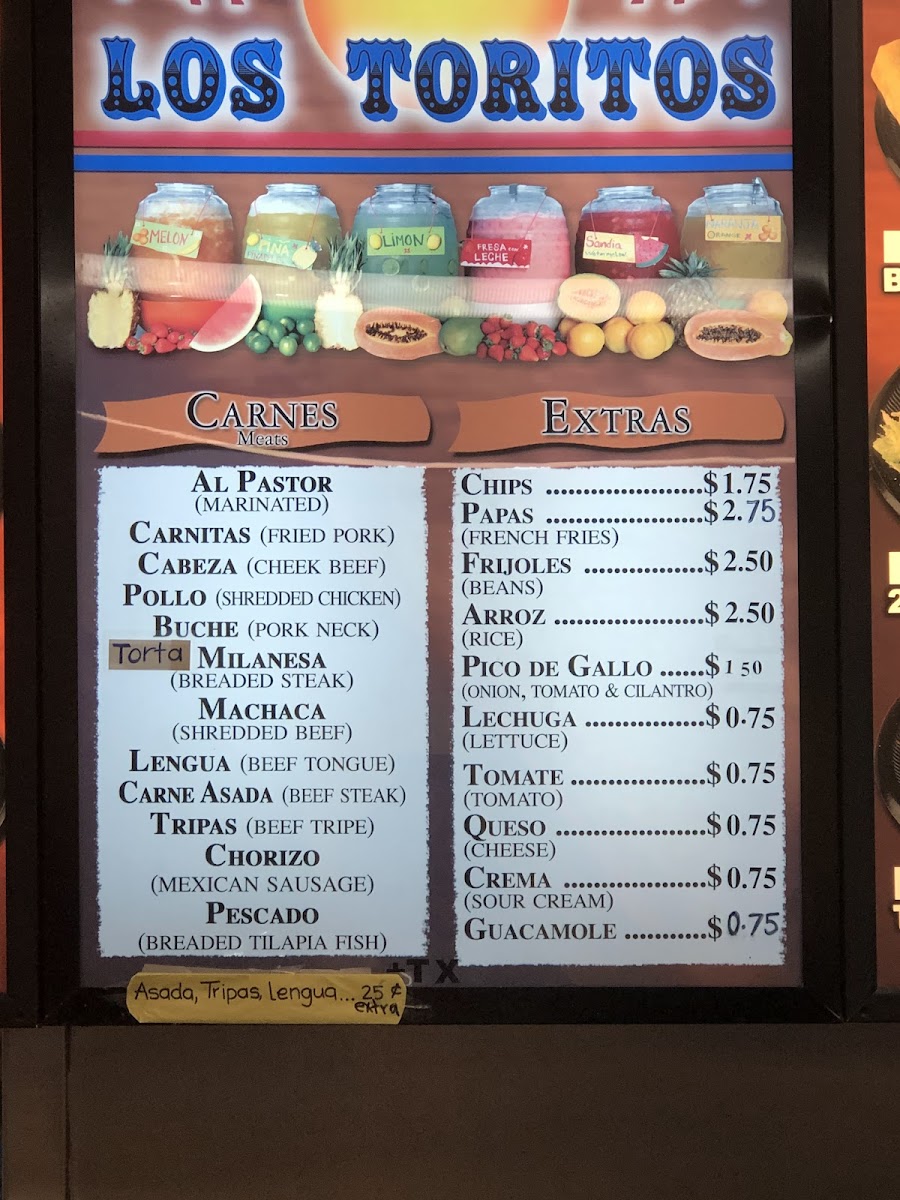 LOS TORITOS
MELON
PIÑA
LIMON
FRESA CON
LECHE
Sandia
Watermelon
NARANJA
ORANGE
CARNES
Meats
AL PASTOR
(MARINATED)
CARNITAS (FRIED PORK)
CABEZA (CHEEK BEEF)
POLLO (SHREDDED CHICKEN)
BUCHE (PORK NECK)
Torta MILANESA
(BREADED STEAK)
MACHACA
(SHREDDED BEEF)
LENGUA (BEEF TONGUE)
CARNE ASADA (BEEF STEAK)
TRIPAS (BEEF TRIPE)
CHORIZO
(MEXICAN SAUSAGE)
PESCADO
(BREADED TILAPIA FISH)
EXTRAS
CHIPS ......................$1.75
PAPAS ......................$2.75
(FRENCH FRIES)
FRIJOLES .................$2.50
(BEANS)
ARROZ .....................$2.50
(RICE)
PICO DE GALLO ......$1 50
(ONION, TOMATO & CILANTRO)
LECHUGA .................$0.75
(LETTUCE)
TOMATE ...................$0.75
(TOMATO)
QUESO .....................$0.75
(CHEESE)
CREMA ....................$0.75
(SOUR CREAM)
GUACAMOLE ............$0.75
+TX
Asada, Tripas, Lengua... 25 ¢
extra